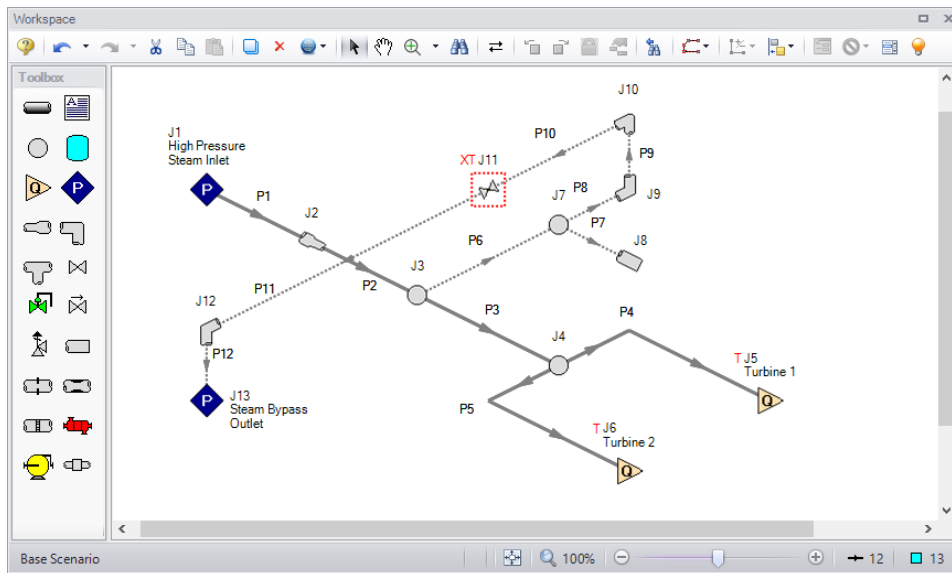 Workspace
Toolbox
J1
High Pressure
Steam Inlet
P1
J2
P2
J3
P3
J4
P4
T J5
Turbine 1
P5
T J6
Turbine 2
P6
J7
P7
J8
P8
J9
P9
J10
P10
XT J11
P11
J12
P12
J13
Steam Bypass
Outlet
P
P
Q
Q
Q
P
A
Base Scenario
100%
12
13